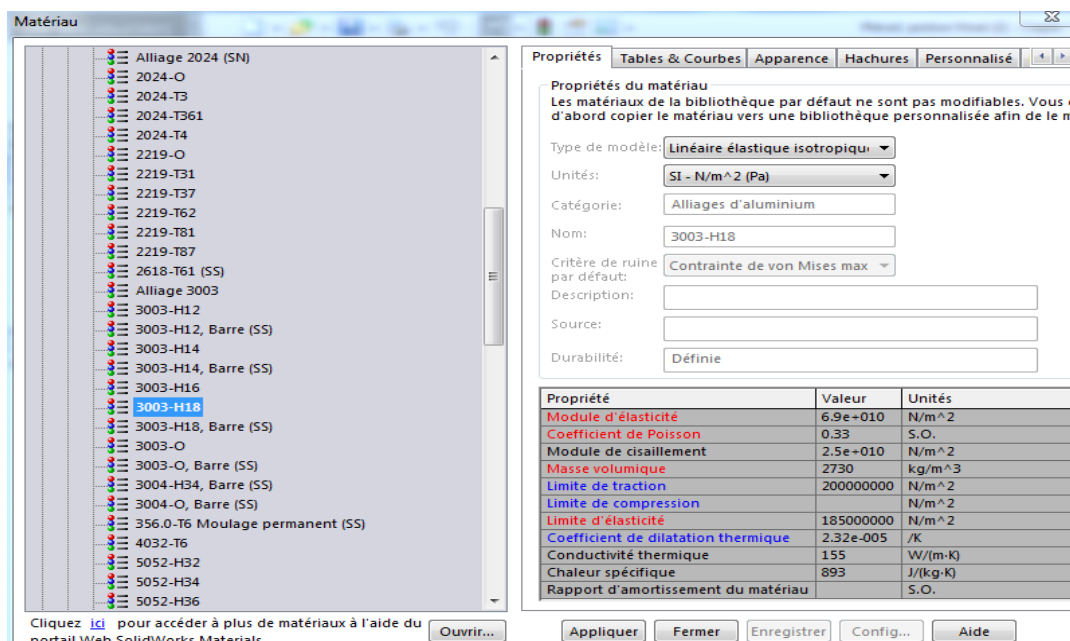 Matériau
Alliage 2024 (SN)
2024-O
2024-T3
2024-T361
2024-T4
2219-O
2219-T31
2219-T37
2219-T62
2219-T81
2219-T87
2618-T61 (SS)
Alliage 3003
3003-H12
3003-H12, Barre (SS)
3003-H14
3003-H14, Barre (SS)
3003-H16
3003-H18
3003-H18, Barre (SS)
3003-O
3003-O, Barre (SS)
3004-H34, Barre (SS)
3004-O, Barre (SS)
356.0-T6 Moulage permanent (SS)
4032-T6
5052-H32
5052-H34
5052-H36
Cliquez ici pour accéder à plus de matériaux à l'aide du
portail Web SolidWorks Materials
Ouvrir...
Propriétés Tables & Courbes Apparence Hachures Personnalisé
Propriétés du matériau
Les matériaux de la bibliothèque par défaut ne sont pas modifiables. Vous
d'abord copier le matériau vers une bibliothèque personnalisée afin de le
Type de modèle: Linéaire élastique isotropiqu
Unités: SI - N/m^2 (Pa)
Catégorie: Alliages d'aluminium
Nom: 3003-H18
Critère de ruine
par défaut: Contrainte de von Mises max
Description:
Source:
Durabilité: Définie
Propriété Valeur Unités
Module d'élasticité 6.9e+010 N/m^2
Coefficient de Poisson 0.33 S.O.
Module de cisaillement 2.5e+010 N/m^2
Masse volumique 2730 kg/m^3
Limite de traction 200000000 N/m^2
Limite de compression N/m^2
Limite d'élasticité 185000000 N/m^2
Coefficient de dilatation thermique 2.32e-005 /K
Conductivité thermique 155 W/(m·K)
Chaleur spécifique 893 J/(kg·K)
Rapport d'amortissement du matériau S.O.
Appliquer Fermer Enregistrer Config... Aide